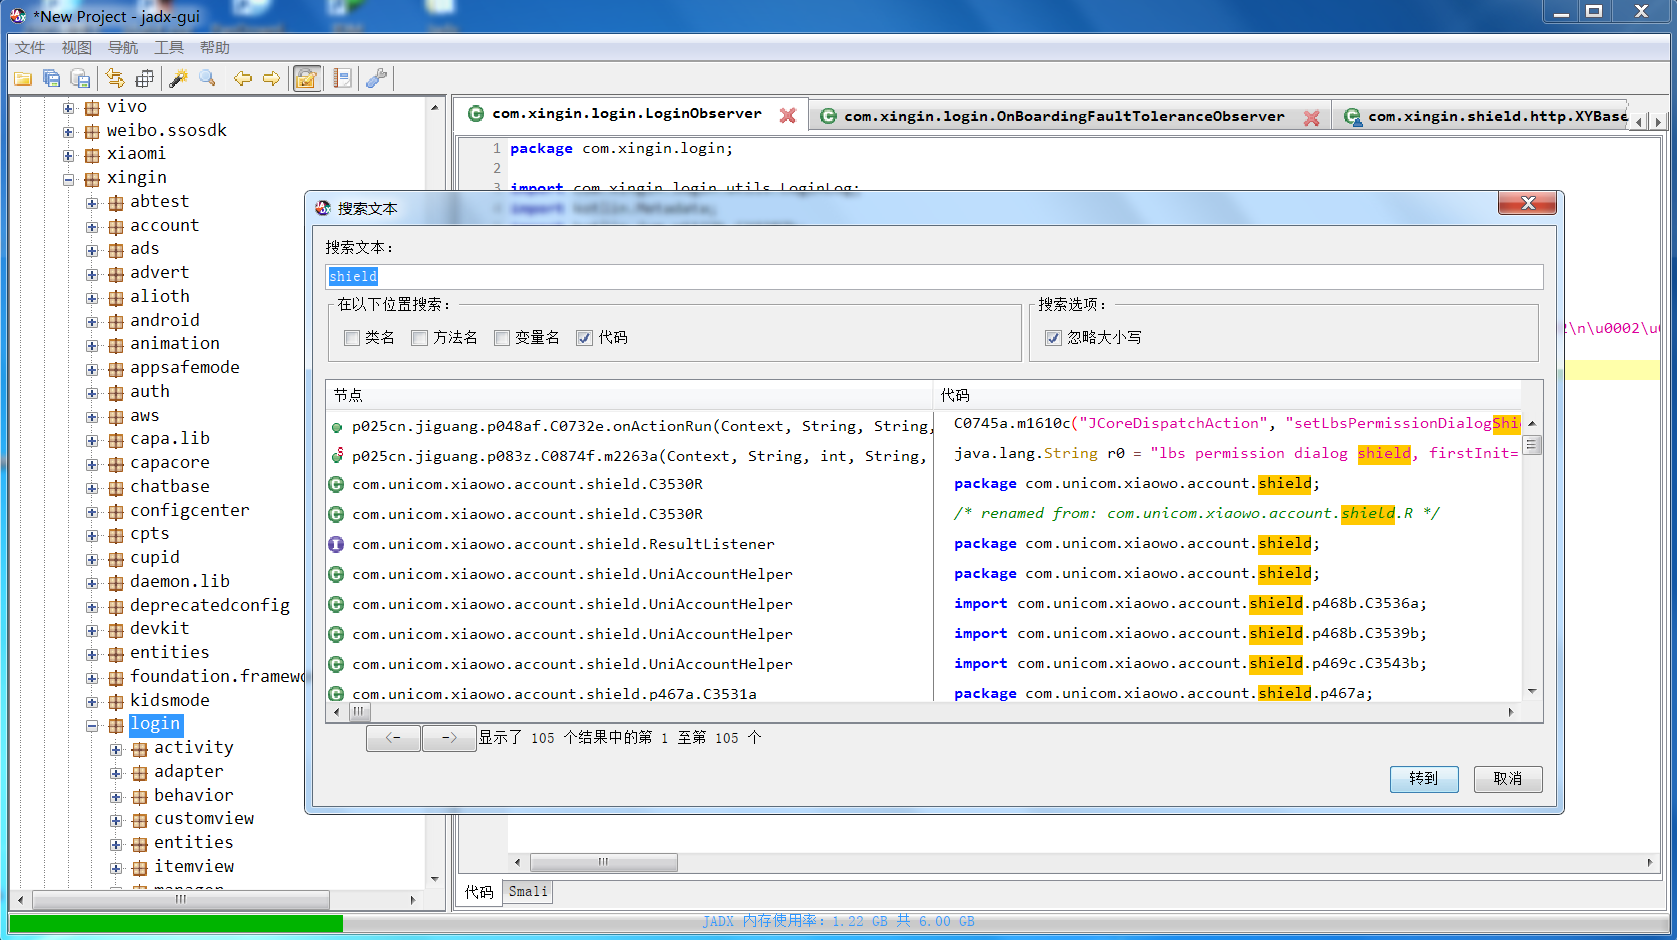 *New Project - jadx-gui
文件 视图 导航 工具 帮助
vivo
weibo.ssosdk
xiaomi
xingin
abtest
account
ads
advert
alioth
android
animation
appsafemode
auth
aws
capa.lib
capacore
chatbase
configcenter
cpts
cupid
daemon.lib
deprecatedconfig
devkit
entities
foundation.framewo
kidsmode
login
activity
adapter
behavior
customview
entities
itemview
manager
com.xingin.login.LoginObserver
com.xingin.login.OnBoardingFaultToleranceObserver
com.xingin.shield.http.XYBase
1 package com.xingin.login;
2
3 import com.xingin.login.utils.LoginLog;
4 import kotlin.Metadata;
2\n\u0002\u
搜索文本
搜索文本：
shield
在以下位置搜索：
类名 方法名 变量名 代码
搜索选项：
忽略大小写
节点 代码
p025cn.jiguang.p048af.C0732e.onActionRun(Context, String, String, C0745a.m1610c("JCoreDispatchAction", "setLbsPermissionDialogShi
p025cn.jiguang.p083z.C0874f.m2263a(Context, String, int, String, java.lang.String r0 = "lbs permission dialog shield, firstInit=
com.unicom.xiaowo.account.shield.C3530R package com.unicom.xiaowo.account.shield;
com.unicom.xiaowo.account.shield.C3530R /* renamed from: com.unicom.xiaowo.account.shield.R */
com.unicom.xiaowo.account.shield.ResultListener package com.unicom.xiaowo.account.shield;
com.unicom.xiaowo.account.shield.UniAccountHelper package com.unicom.xiaowo.account.shield;
com.unicom.xiaowo.account.shield.UniAccountHelper import com.unicom.xiaowo.account.shield.p468b.C3536a;
com.unicom.xiaowo.account.shield.UniAccountHelper import com.unicom.xiaowo.account.shield.p468b.C3539b;
com.unicom.xiaowo.account.shield.UniAccountHelper import com.unicom.xiaowo.account.shield.p469c.C3543b;
com.unicom.xiaowo.account.shield.p467a.C3531a package com.unicom.xiaowo.account.shield.p467a;
<- -> 显示了 105 个结果中的第 1 至第 105 个
转到 取消
代码 Smali
JADX 内存使用率：1.22 GB 共 6.00 GB